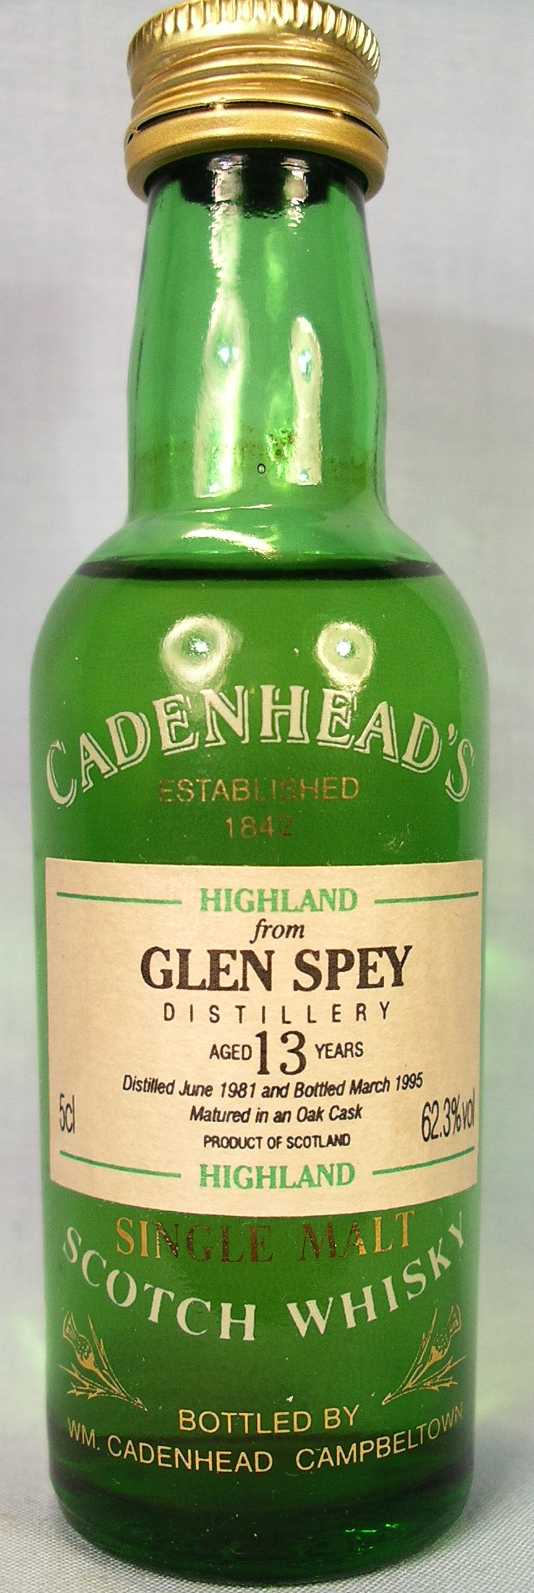 CADENHEAD'S
ESTABLISHED
1842
HIGHLAND
from
GLEN SPEY
DISTILLERY
AGED 13 YEARS
Distilled June 1981 and Bottled March 1995
Matured in an Oak Cask
5cl
62.3%vol
PRODUCT OF SCOTLAND
HIGHLAND
SINGLE MALT
SCOTCH WHISKY
BOTTLED BY
WM. CADENHEAD CAMPBELTOWN